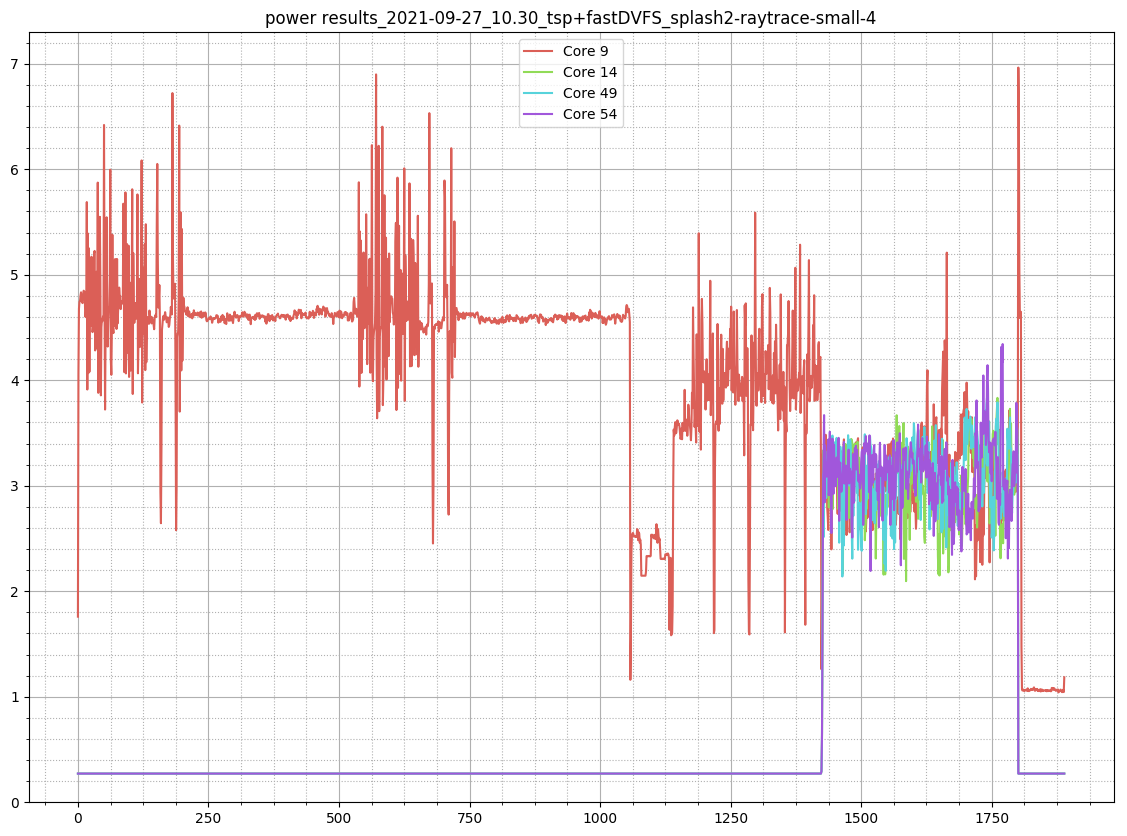 power results_2021-09-27_10.30_tsp+fastDVFS_splash2-raytrace-small-4
Core 9
Core 14
Core 49
Core 54
7
6
5
4
3
2
1
0
0 250 500 750 1000 1250 1500 1750